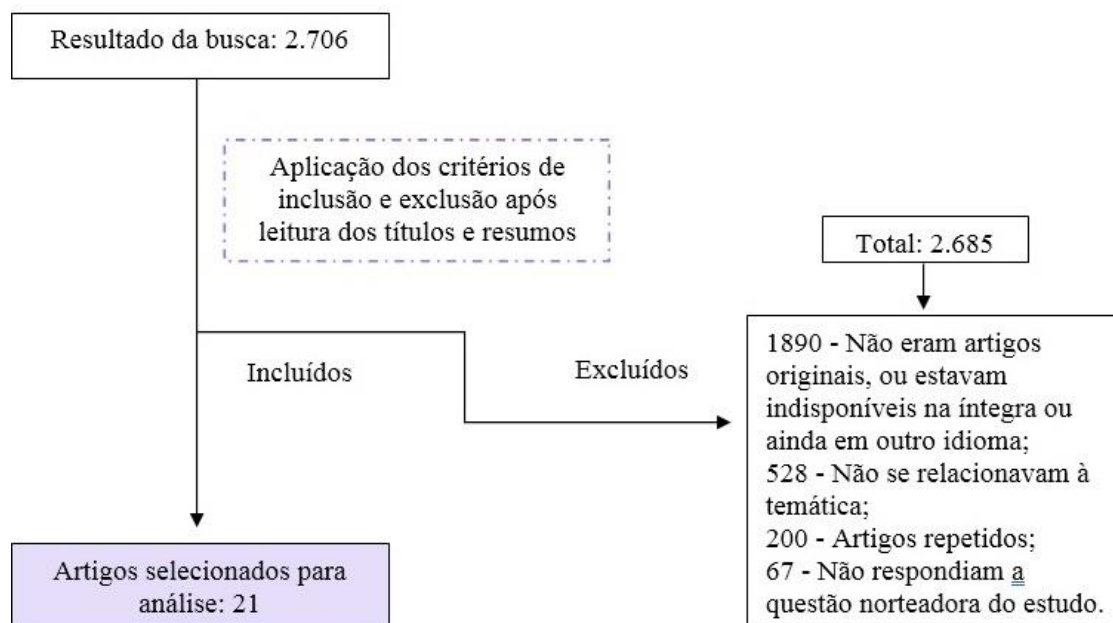 Resultado da busca: 2.706
Aplicação dos critérios de
inclusão e exclusão após
leitura dos títulos e resumos
Total: 2.685
Incluídos
Excluídos
1890 - Não eram artigos
originais, ou estavam
indisponíveis na íntegra ou
ainda em outro idioma;
528 - Não se relacionavam à
temática;
200 - Artigos repetidos;
67 - Não respondiam a
questão norteadora do estudo.
Artigos selecionados para
análise: 21